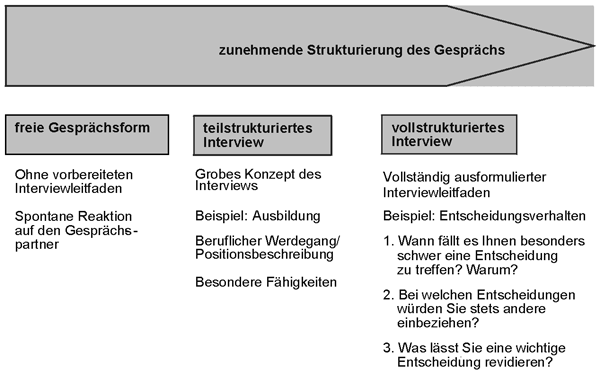 zunehmende Strukturierung des Gesprächs
freie Gesprächsform
Ohne vorbereiteten
Interviewleitfaden
Spontane Reaktion
auf den Gesprächs-
partner
teilstrukturiertes
Interview
Grobes Konzept des
Interviews
Beispiel: Ausbildung
Beruflicher Werdegang/
Positionsbeschreibung
Besondere Fähigkeiten
vollstrukturiertes
Interview
Vollständig ausformulierter
Interviewleitfaden
Beispiel: Entscheidungsverhalten
1. Wann fällt es Ihnen besonders
schwer eine Entscheidung
zu treffen? Warum?
2. Bei welchen Entscheidungen
würden Sie stets andere
einbeziehen?
3. Was lässt Sie eine wichtige
Entscheidung revidieren?